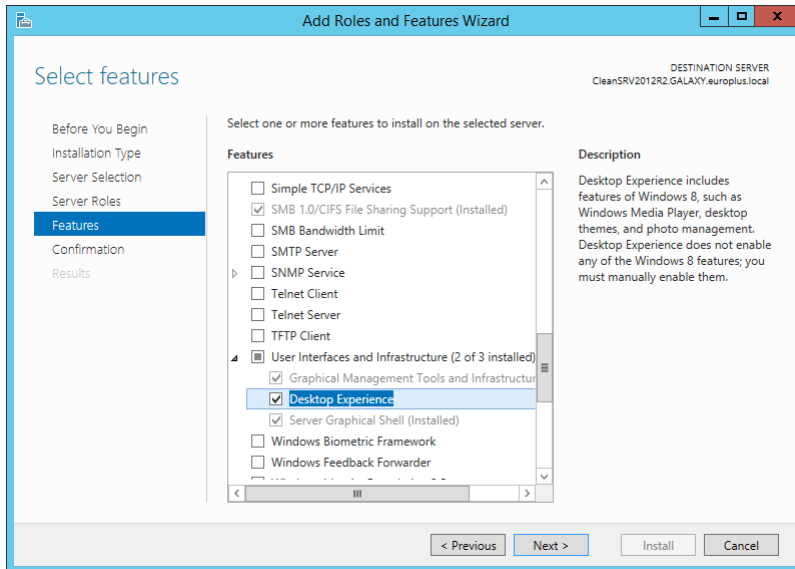 Add Roles and Features Wizard
Select features
DESTINATION SERVER
CleanSRV2012R2.GALAXY.europlus.local
Before You Begin
Installation Type
Server Selection
Server Roles
Features
Confirmation
Results
Select one or more features to install on the selected server.
Features
Simple TCP/IP Services
SMB 1.0/CIFS File Sharing Support (Installed)
SMB Bandwidth Limit
SMTP Server
SNMP Service
Telnet Client
Telnet Server
TFTP Client
User Interfaces and Infrastructure (2 of 3 installed)
Graphical Management Tools and Infrastructur
Desktop Experience
Server Graphical Shell (Installed)
Windows Biometric Framework
Windows Feedback Forwarder
Description
Desktop Experience includes
features of Windows 8, such as
Windows Media Player, desktop
themes, and photo management.
Desktop Experience does not enable
any of the Windows 8 features; you
must manually enable them.
< Previous
Next >
Install
Cancel